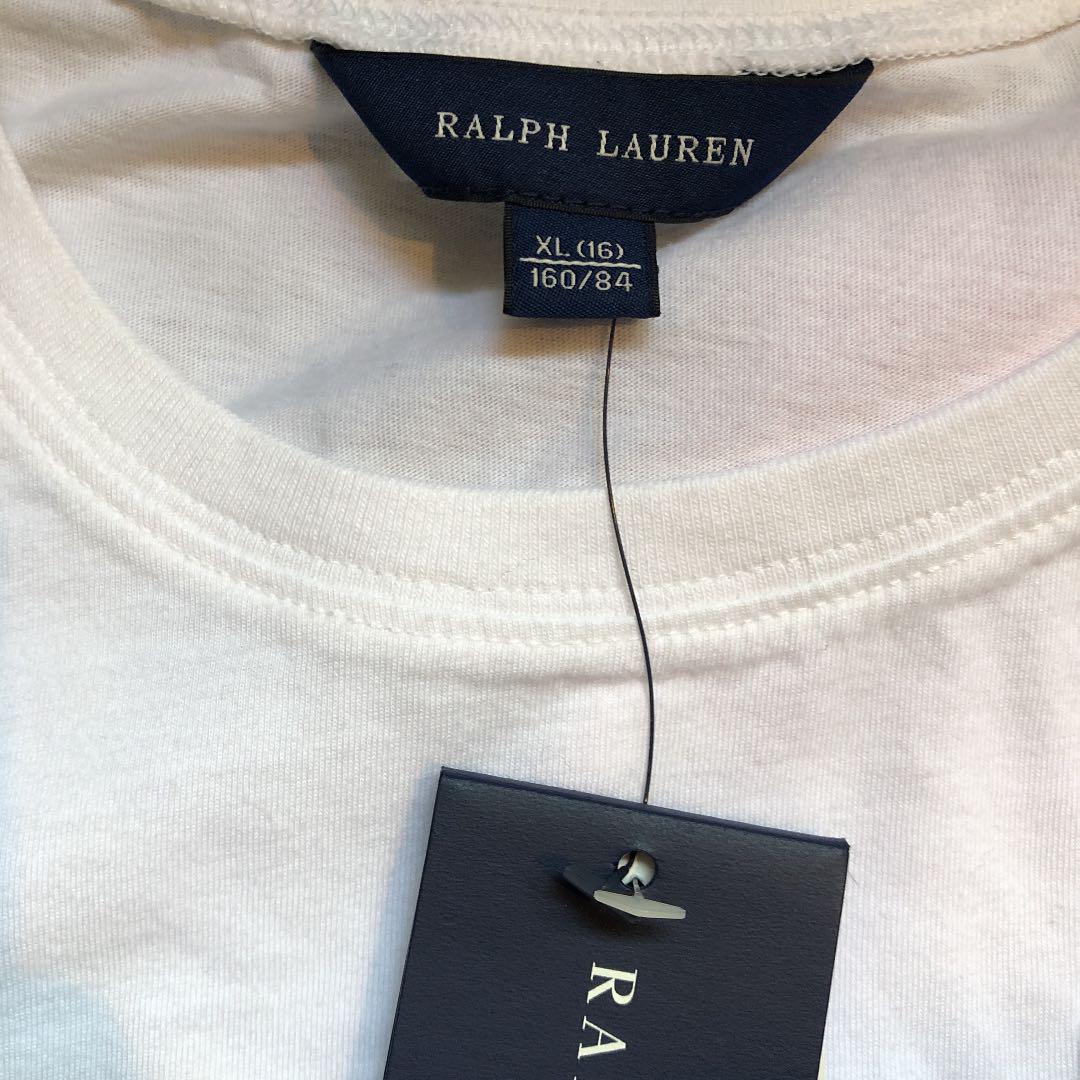 RALPH LAUREN
XL (16)
160/84
RA